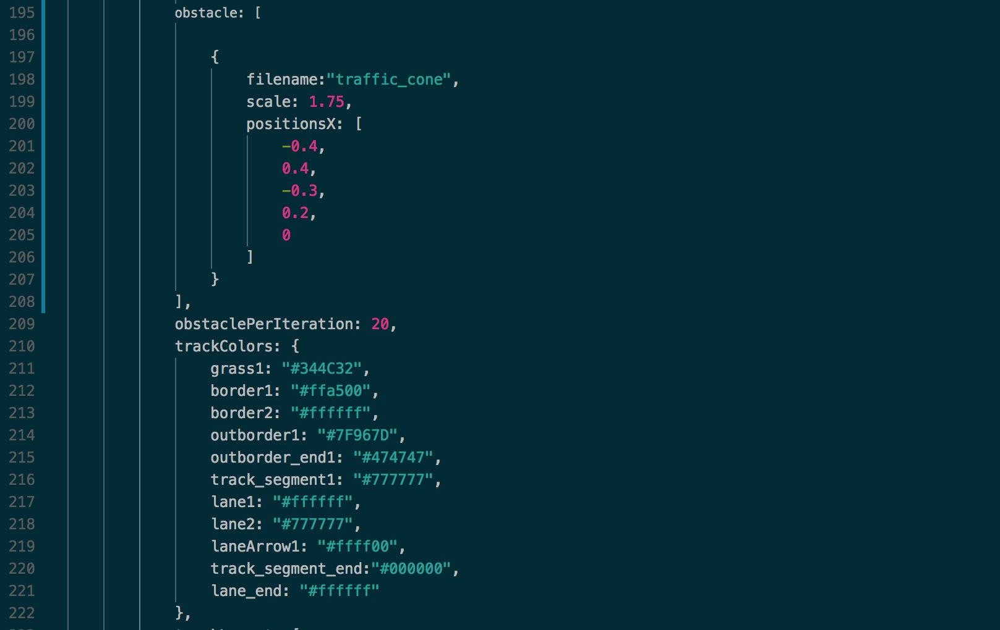 195 obstacle: [
196
197 {
198 filename:"traffic_cone",
199 scale: 1.75,
200 positionsX: [
201 -0.4,
202 0.4,
203 -0.3,
204 0.2,
205 0
206 ]
207 }
208 ],
209 obstaclePerIteration: 20,
210 trackColors: {
211 grass1: "#344C32",
212 border1: "#ffa500",
213 border2: "#ffffff",
214 outborder1: "#7F967D",
215 outborder_end1: "#474747",
216 track_segment1: "#777777",
217 lane1: "#ffffff",
218 lane2: "#777777",
219 laneArrow1: "#ffff00",
220 track_segment_end:"#000000",
221 lane_end: "#ffffff"
222 },